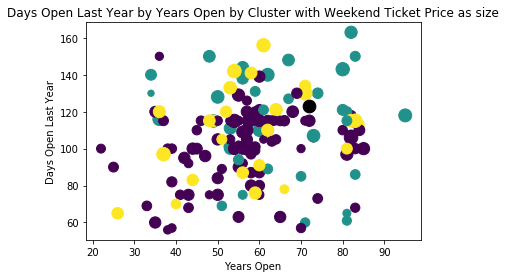 Days Open Last Year by Years Open by Cluster with Weekend Ticket Price as size
Days Open Last Year
160
140
120
100
80
60
20 30 40 50 60 70 80 90
Years Open